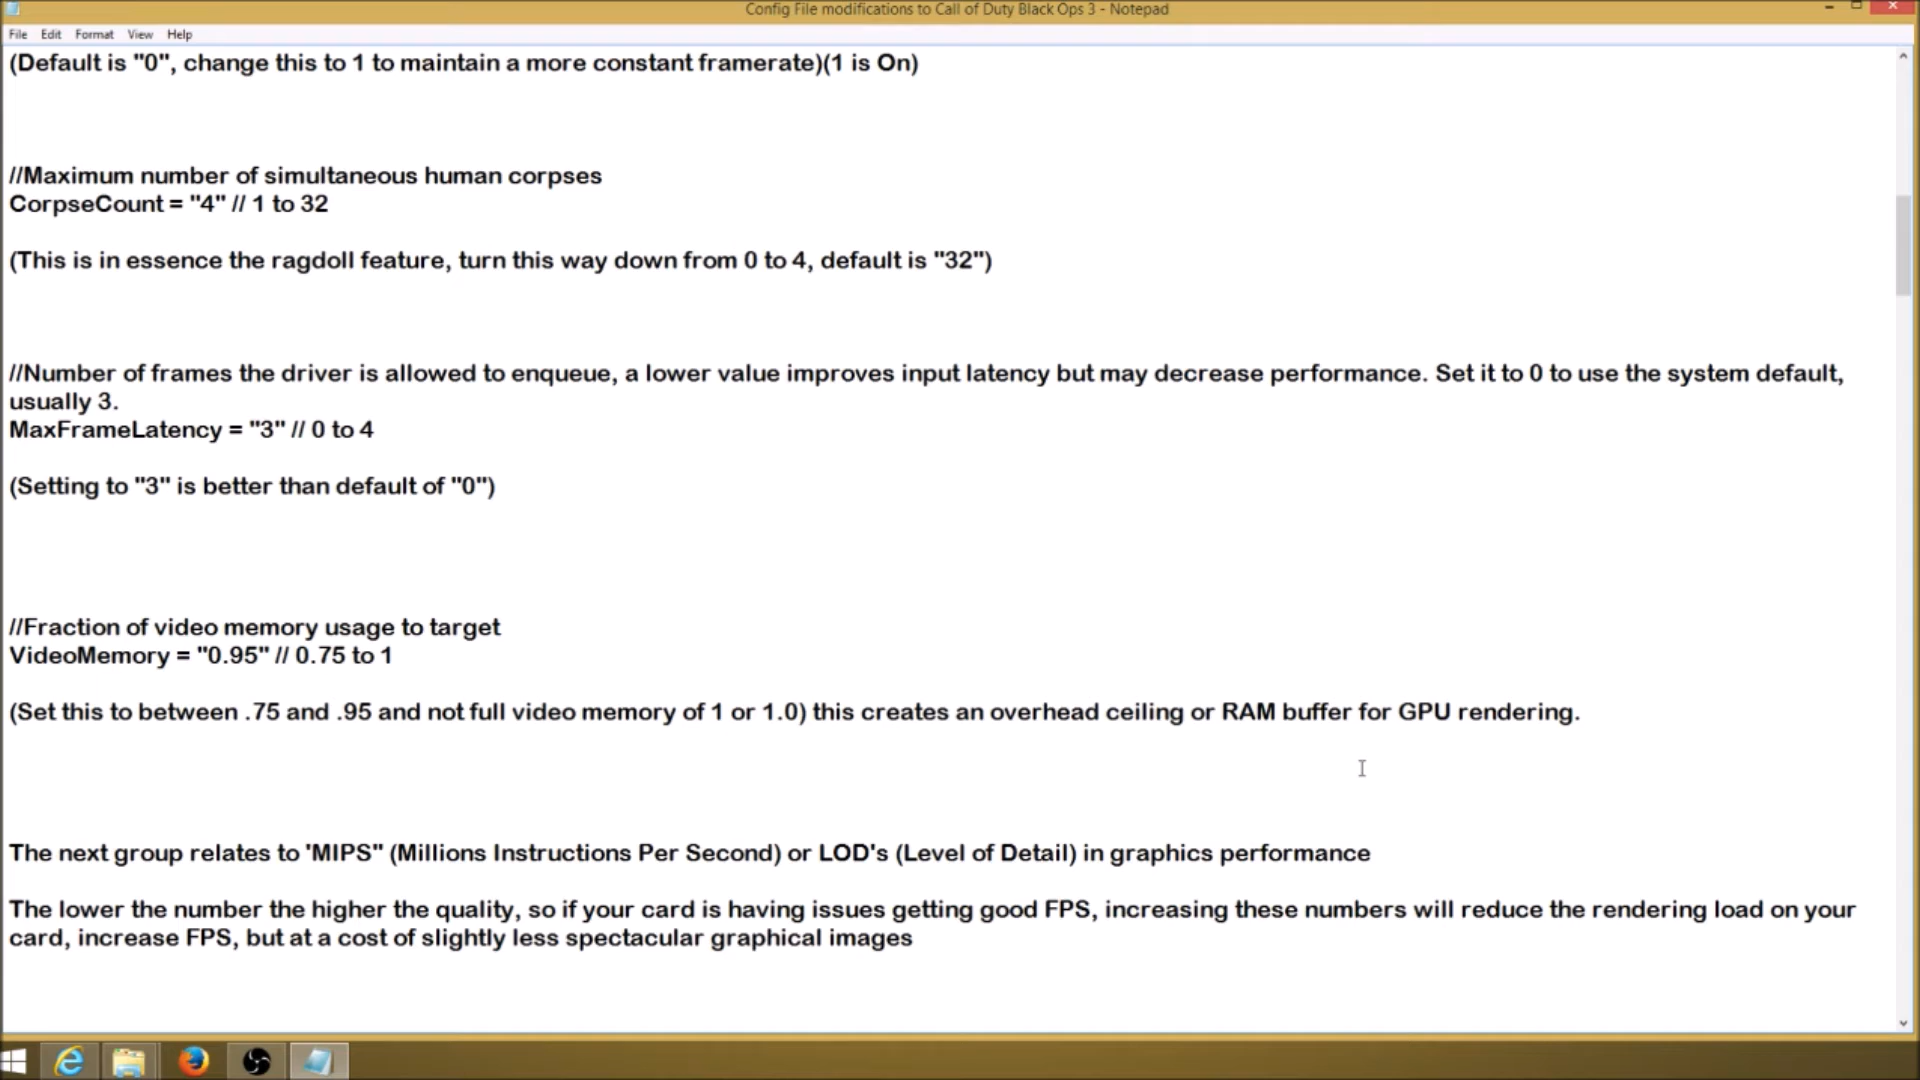 Config File modifications to Call of Duty Black Ops 3 - Notepad
File Edit Format View Help
(Default is "0", change this to 1 to maintain a more constant framerate)(1 is On)
//Maximum number of simultaneous human corpses
CorpseCount = "4" // 1 to 32
(This is in essence the ragdoll feature, turn this way down from 0 to 4, default is "32")
//Number of frames the driver is allowed to enqueue, a lower value improves input latency but may decrease performance. Set it to 0 to use the system default,
usually 3.
MaxFrameLatency = "3" // 0 to 4
(Setting to "3" is better than default of "0")
//Fraction of video memory usage to target
VideoMemory = "0.95" // 0.75 to 1
(Set this to between .75 and .95 and not full video memory of 1 or 1.0) this creates an overhead ceiling or RAM buffer for GPU rendering.
The next group relates to 'MIPS" (Millions Instructions Per Second) or LOD's (Level of Detail) in graphics performance
The lower the number the higher the quality, so if your card is having issues getting good FPS, increasing these numbers will reduce the rendering load on your
card, increase FPS, but at a cost of slightly less spectacular graphical images